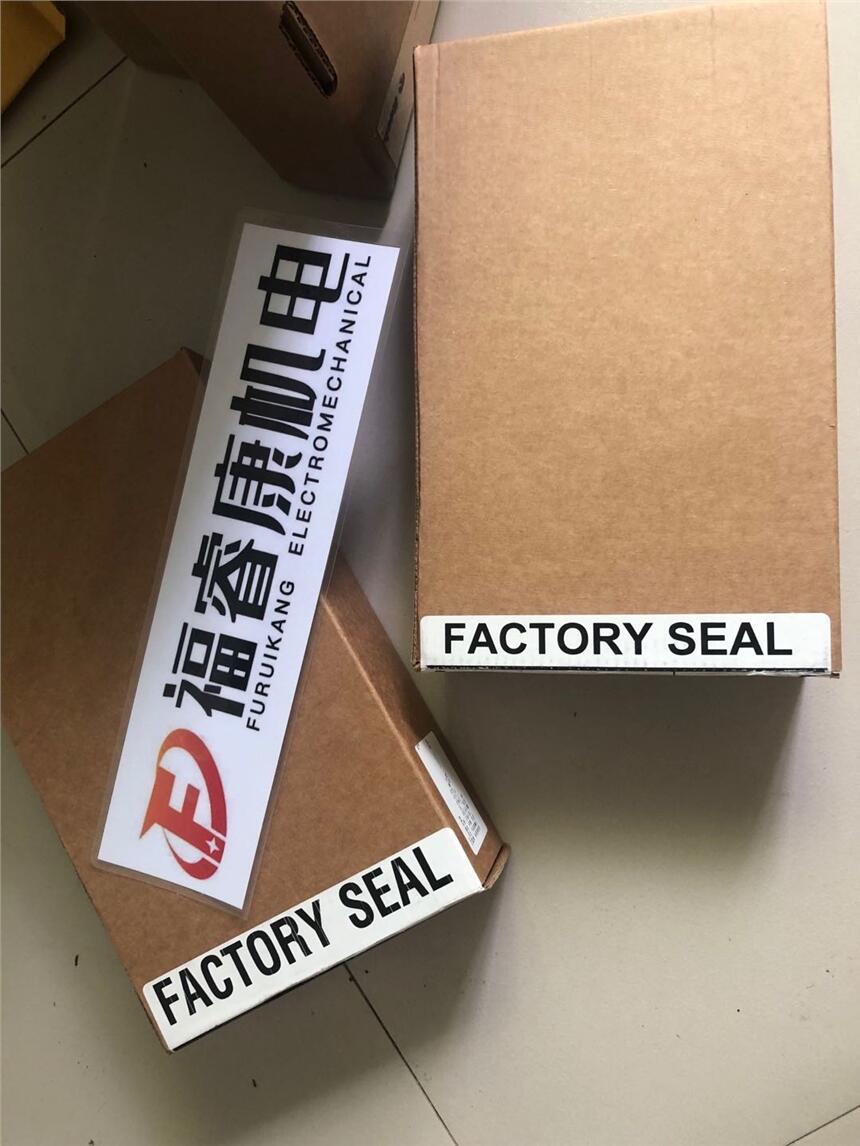 福睿康机电
FURUIKANG ELECTROMECHANICAL
FACTORY SEAL
FACTORY SEAL